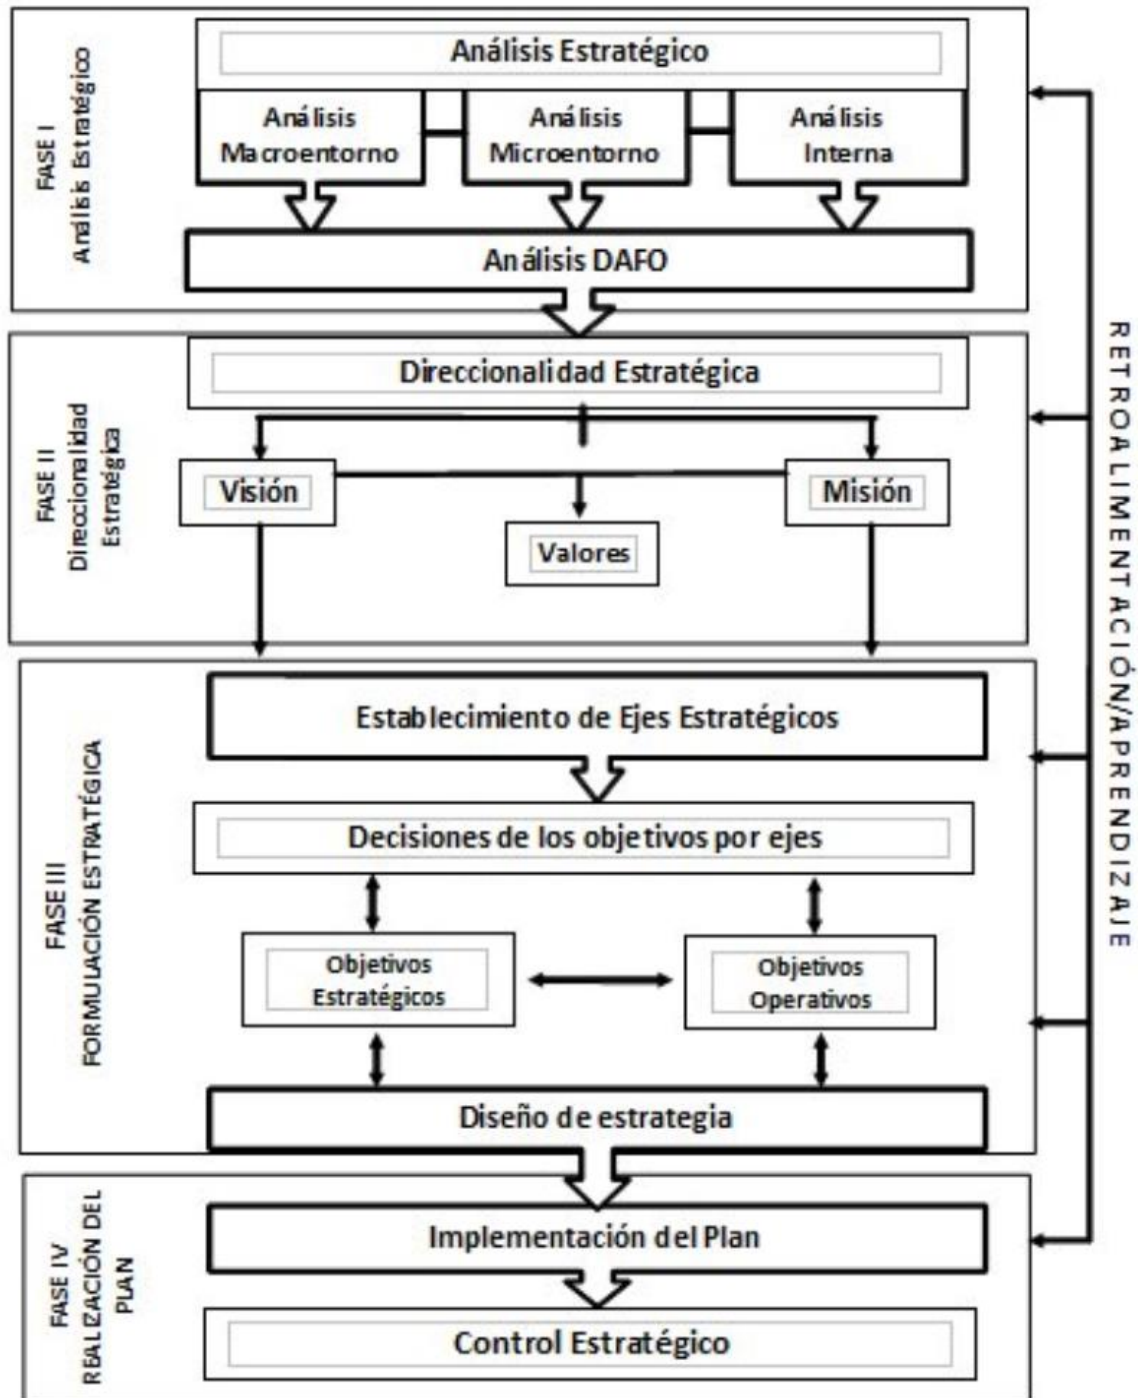 FASE I
Análisis Estratégico
Análisis Estratégico
Análisis
Macroentorno
Análisis
Microentorno
Análisis
Interna
Análisis DAFO
FASE II
Direccionalidad
Estratégica
Direccionalidad Estratégica
Visión
Misión
Valores
FASE III
FORMULACIÓN ESTRATÉGICA
Establecimiento de Ejes Estratégicos
Decisiones de los objetivos por ejes
Objetivos
Estratégicos
Objetivos
Operativos
Diseño de estrategia
FASE IV
REALIZACIÓN DEL
PLAN
Implementación del Plan
Control Estratégico
RETROALIMENTACIÓN/APRENDIZAJE